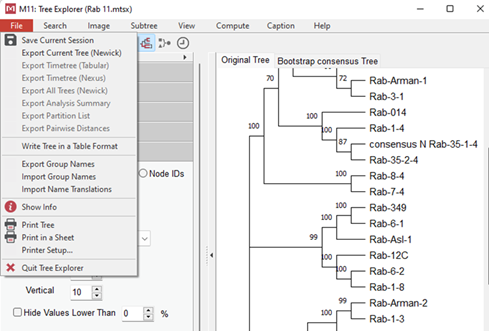 M11: Tree Explorer (Rab 11.mtsx)
File Search Image Subtree View Compute Caption Help
Save Current Session
Export Current Tree (Newick)
Export Timetree (Tabular)
Export Timetree (Nexus)
Export All Trees (Newick)
Export Analysis Summary
Export Partition List
Export Pairwise Distances
Write Tree in a Table Format
Export Group Names
Import Group Names
Import Name Translations
Show Info
Print Tree
Print in a Sheet
Printer Setup...
Quit Tree Explorer
Node IDs
Vertical 10
Hide Values Lower Than 0 %
Original Tree Bootstrap consensus Tree
72 Rab-Arman-1
70 Rab-3-1
100 Rab-014
100 Rab-1-4
100 87 consensus N Rab-35-1-4
Rab-35-2-4
100 Rab-8-4
Rab-7-4
100 Rab-349
100 Rab-6-1
99 Rab-Asl-1
100 Rab-12C
100 Rab-6-2
Rab-1-8
99 Rab-Arman-2
100 Rab-1-3